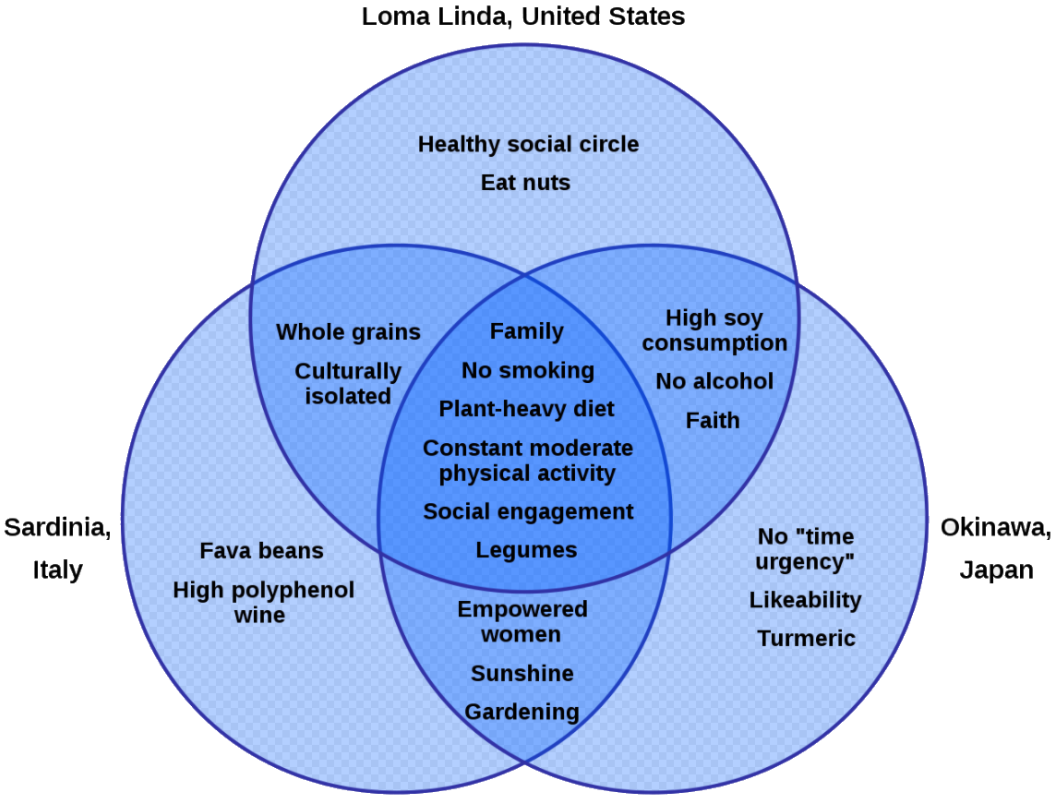 Loma Linda, United States
Healthy social circle
Eat nuts
Whole grains
Culturally
isolated
Family
No smoking
Plant-heavy diet
Constant moderate
physical activity
Social engagement
Legumes
High soy
consumption
No alcohol
Faith
Sardinia,
Italy
Fava beans
High polyphenol
wine
Empowered
women
Sunshine
Gardening
No "time
urgency"
Likeability
Turmeric
Okinawa,
Japan